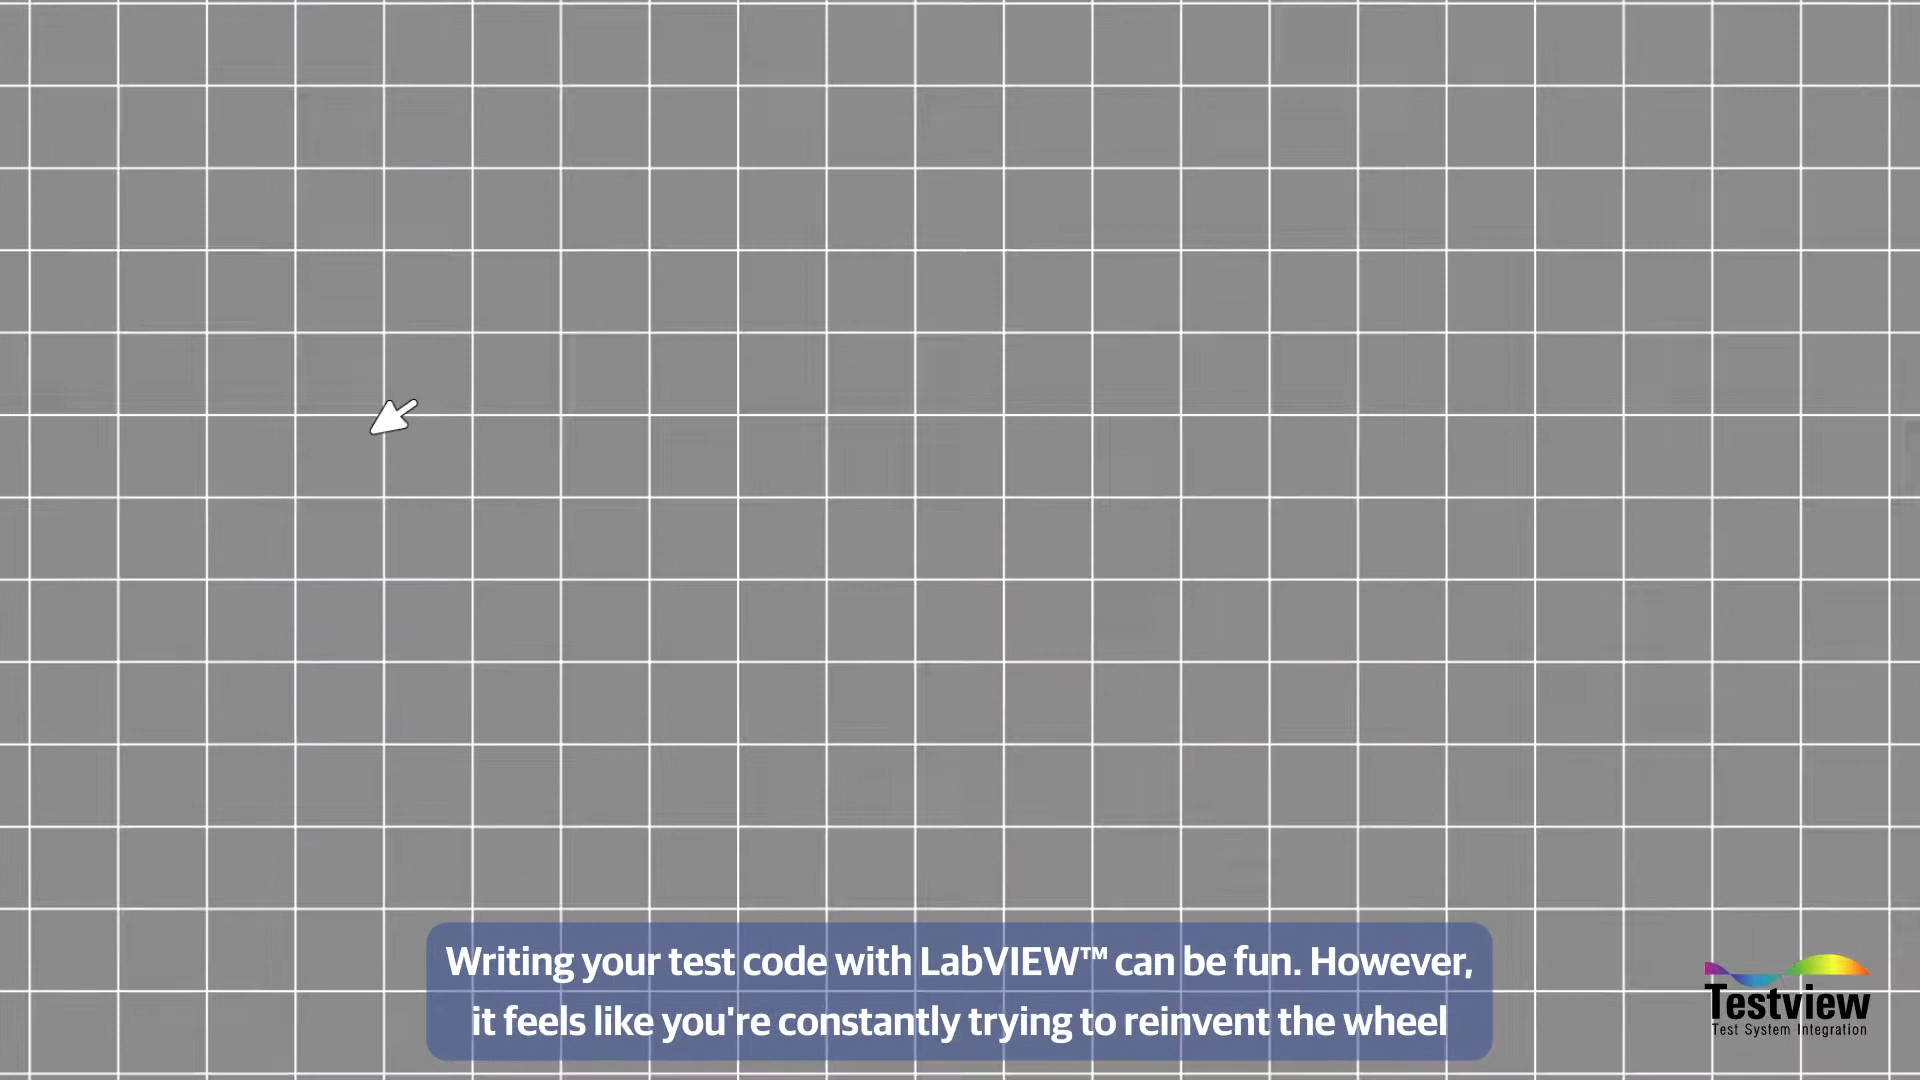 Writing your test code with LabVIEW™ can be fun. However,
it feels like you're constantly trying to reinvent the wheel
Testview
Test System Integration